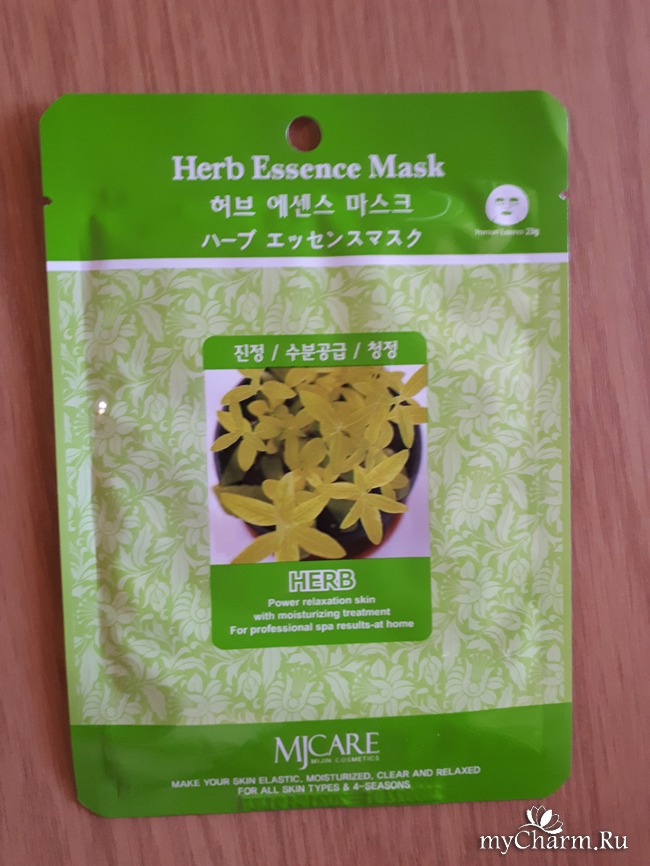 Herb Essence Mask
허브 에센스 마스크
ハーブ エッセンスマスク
Premium Essence 23g
진정 / 수분공급 / 청정
HERB
Power relaxation skin
with moisturizing treatment
For professional spa results-at home
MJCARE
MIJIN COSMETICS
MAKE YOUR SKIN ELASTIC, MOISTURIZED, CLEAR AND RELAXED
FOR ALL SKIN TYPES & 4-SEASONS
myCharm.Ru